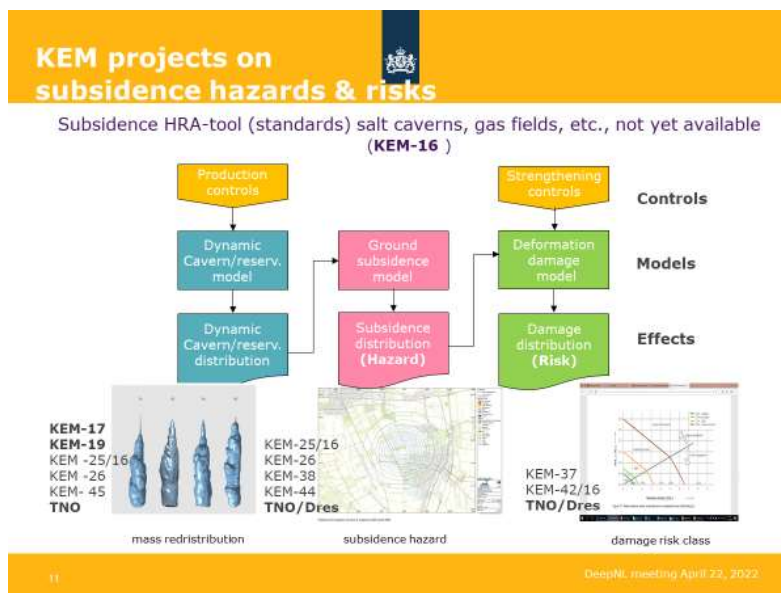 KEM projects on
subsidence hazards & risks
Subsidence HRA-tool (standards) salt caverns, gas fields, etc., not yet available
(KEM-16 )
Production
controls
Strengthening
controls
Controls
Dynamic
Cavern/reserv.
model
Ground
subsidence
model
Deformation
damage
model
Models
Dynamic
Cavern/reserv.
distribution
Subsidence
distribution
(Hazard)
Damage
distribution
(Risk)
Effects
KEM-17
KEM-19
KEM -25/16
KEM -26
KEM- 45
TNO
KEM-25/16
KEM-26
KEM-38
KEM-44
TNO/Dres
KEM-37
KEM-42/16
TNO/Dres
mass redristribution
subsidence hazard
damage risk class
11
DeepNL meeting April 22, 2022